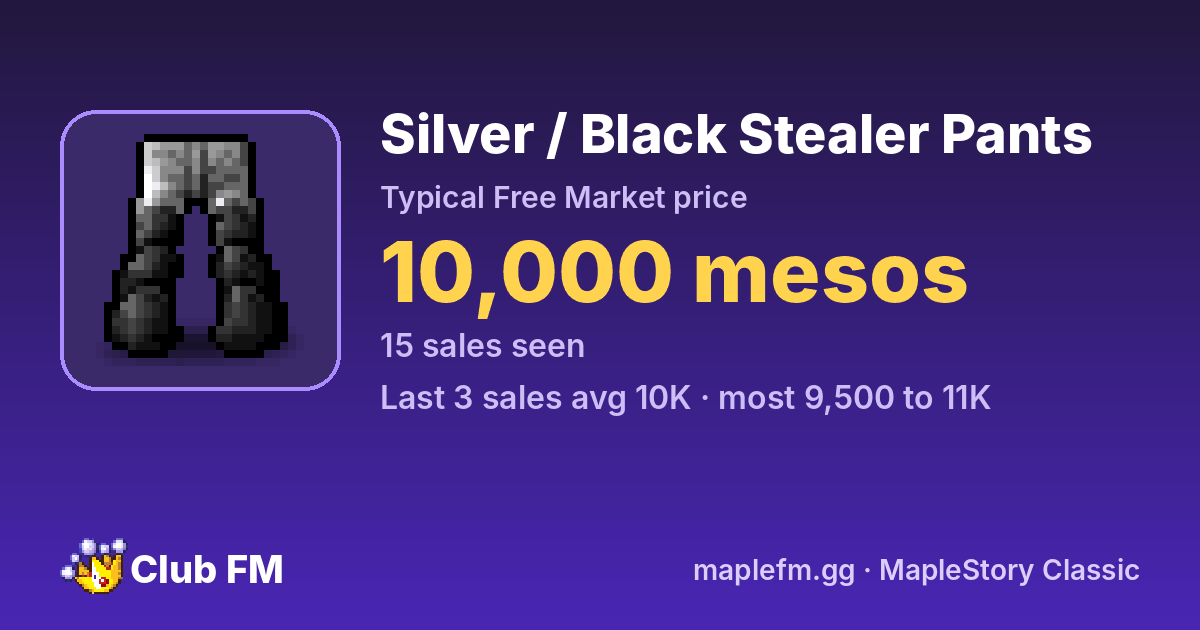 Silver / Black Stealer Pants
Typical Free Market price
10,000 mesos
15 sales seen
Last 3 sales avg 10K · most 9,500 to 11K
Club FM
maplefm.gg · MapleStory Classic